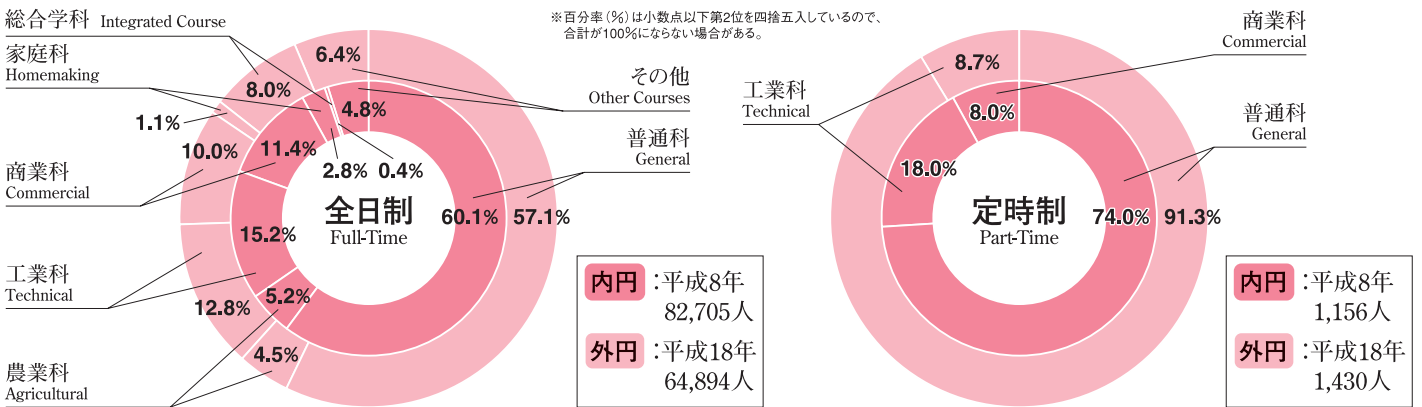 ※百分率（％）は小数点以下第2位を四捨五入しているので、
合計が100％にならない場合がある。
総合学科 Integrated Course
家庭科
Homemaking
商業科
Commercial
工業科
Technical
農業科
Agricultural
その他
Other Courses
普通科
General
6.4%
8.0%
1.1%
10.0%
12.8%
4.5%
57.1%
4.8%
0.4%
2.8%
11.4%
15.2%
5.2%
60.1%
全日制
Full-Time
内円：平成8年
82,705人
外円：平成18年
64,894人
商業科
Commercial
工業科
Technical
普通科
General
8.7%
8.0%
18.0%
74.0%
91.3%
定時制
Part-Time
内円：平成8年
1,156人
外円：平成18年
1,430人